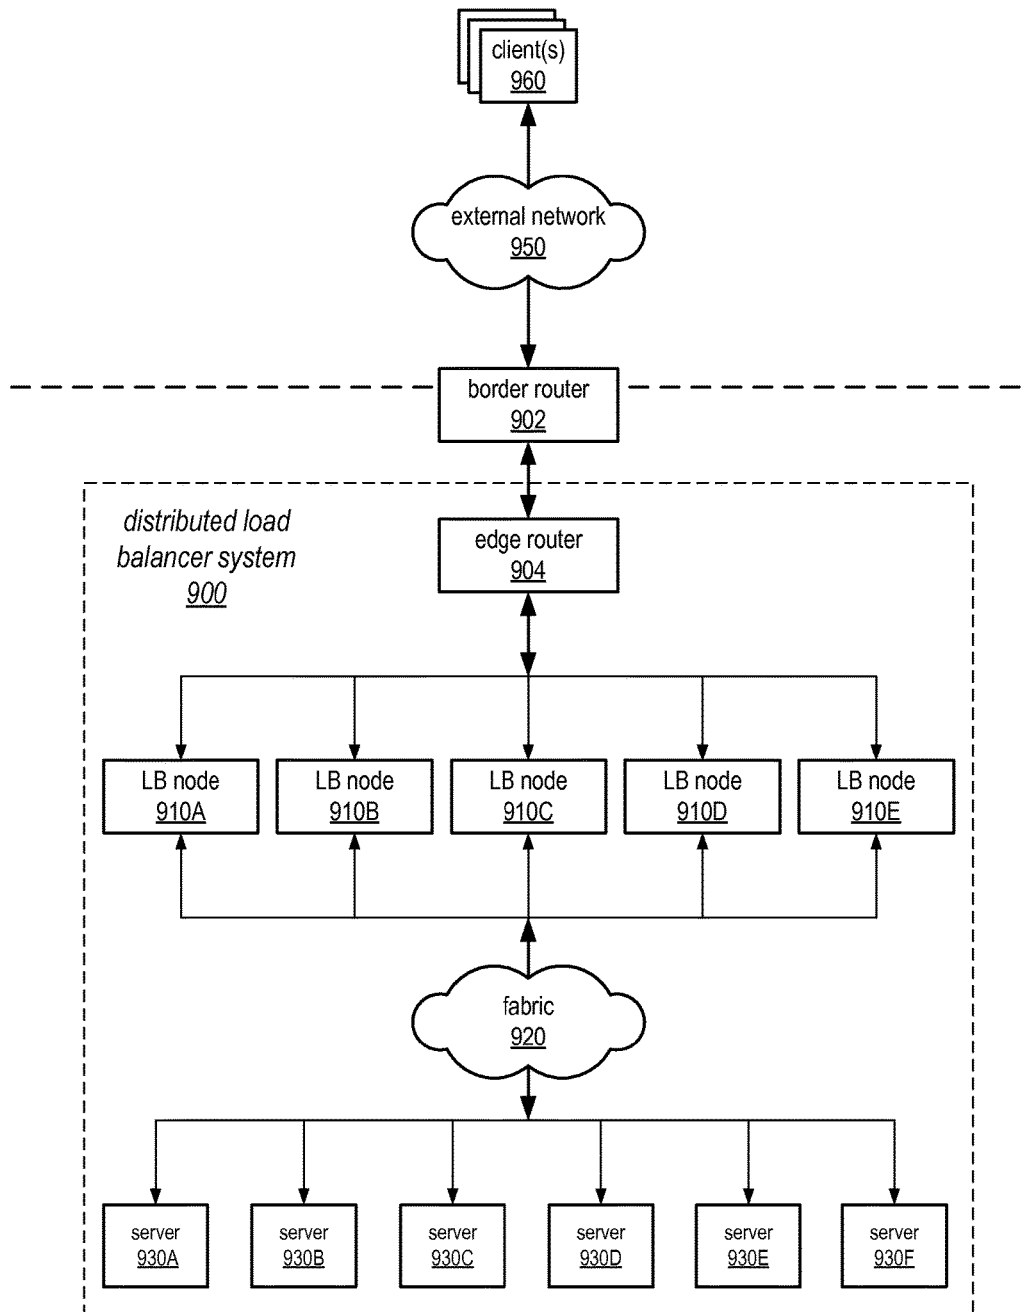 client(s)
960
external network
950
border router
902
distributed load
balancer system
900
edge router
904
LB node
910A
LB node
910B
LB node
910C
LB node
910D
LB node
910E
fabric
920
server
930A
server
930B
server
930C
server
930D
server
930E
server
930F